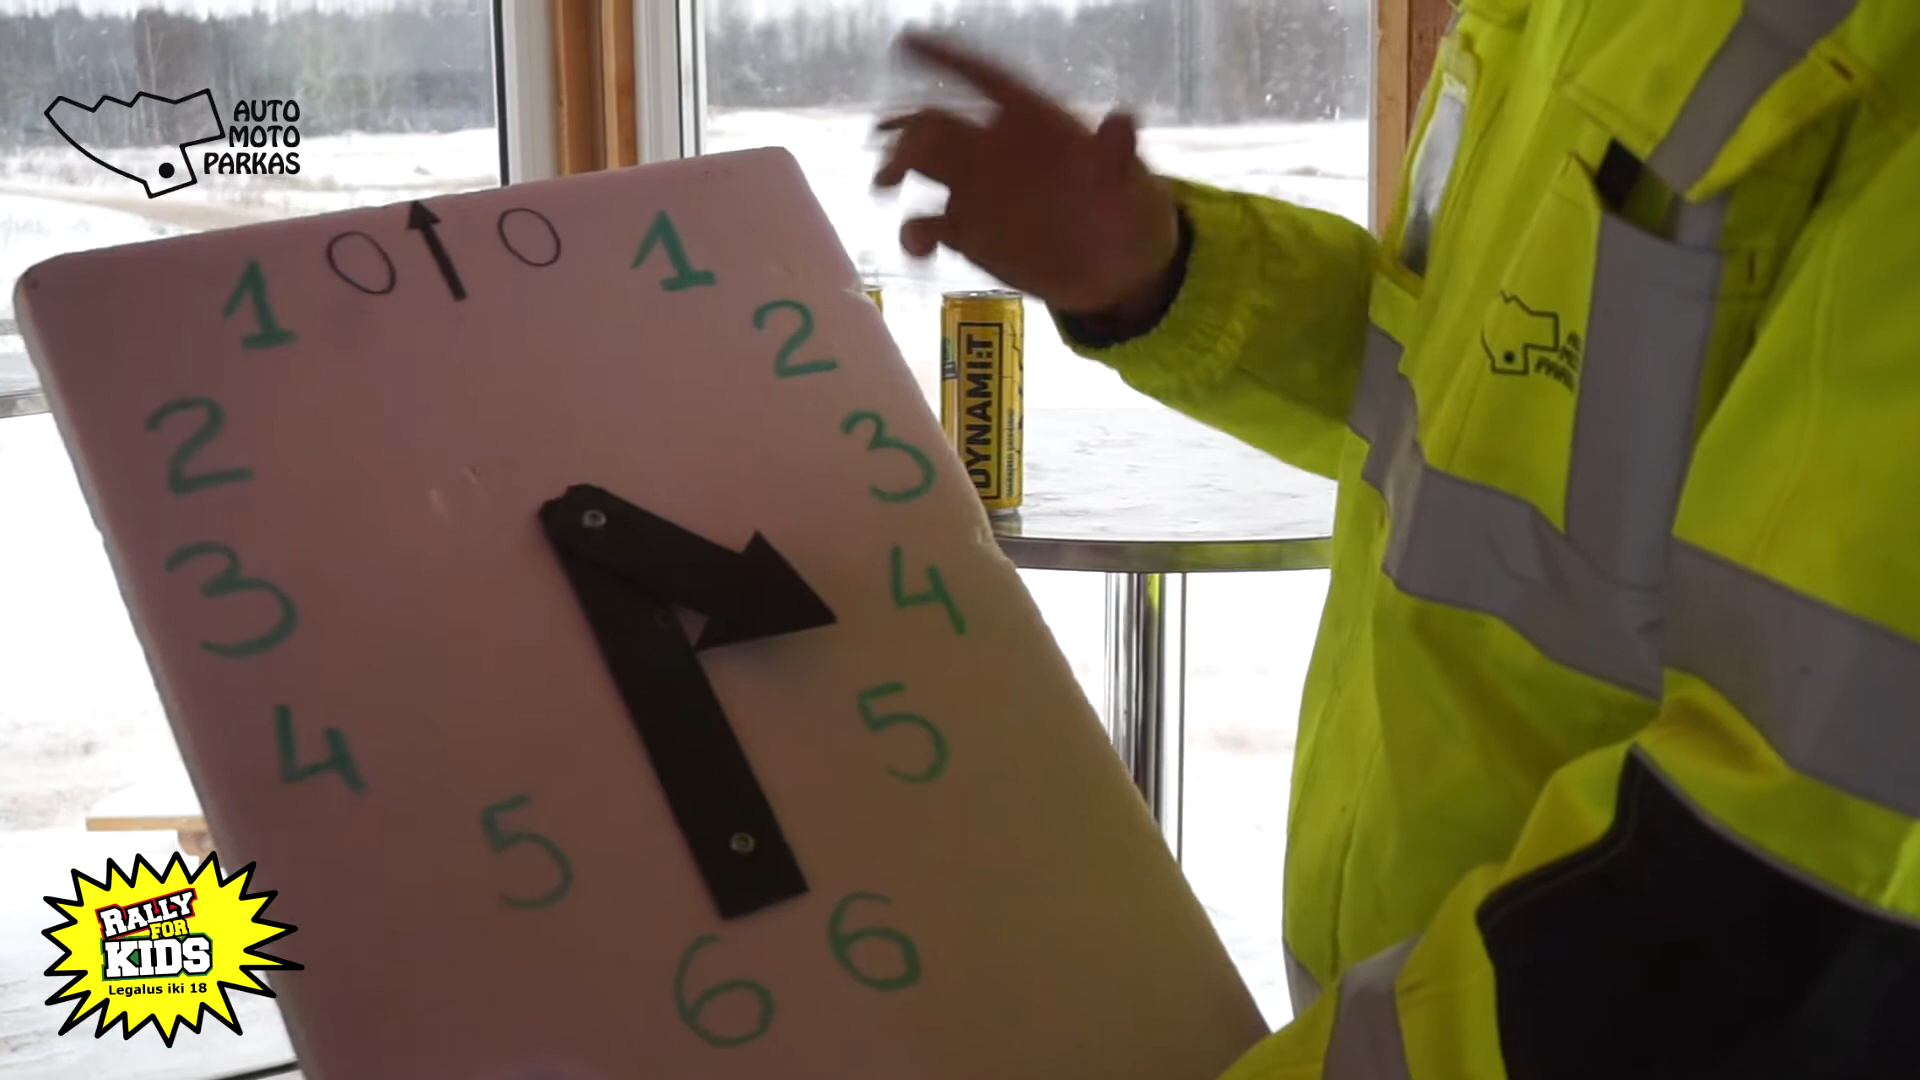 AUTO
MOTO
PARKAS
1 0 0 1
2 2
3 3
4 4
5 5
6 6
DYNAMI:T
RALLY
FOR
KIDS
Legalus iki 18